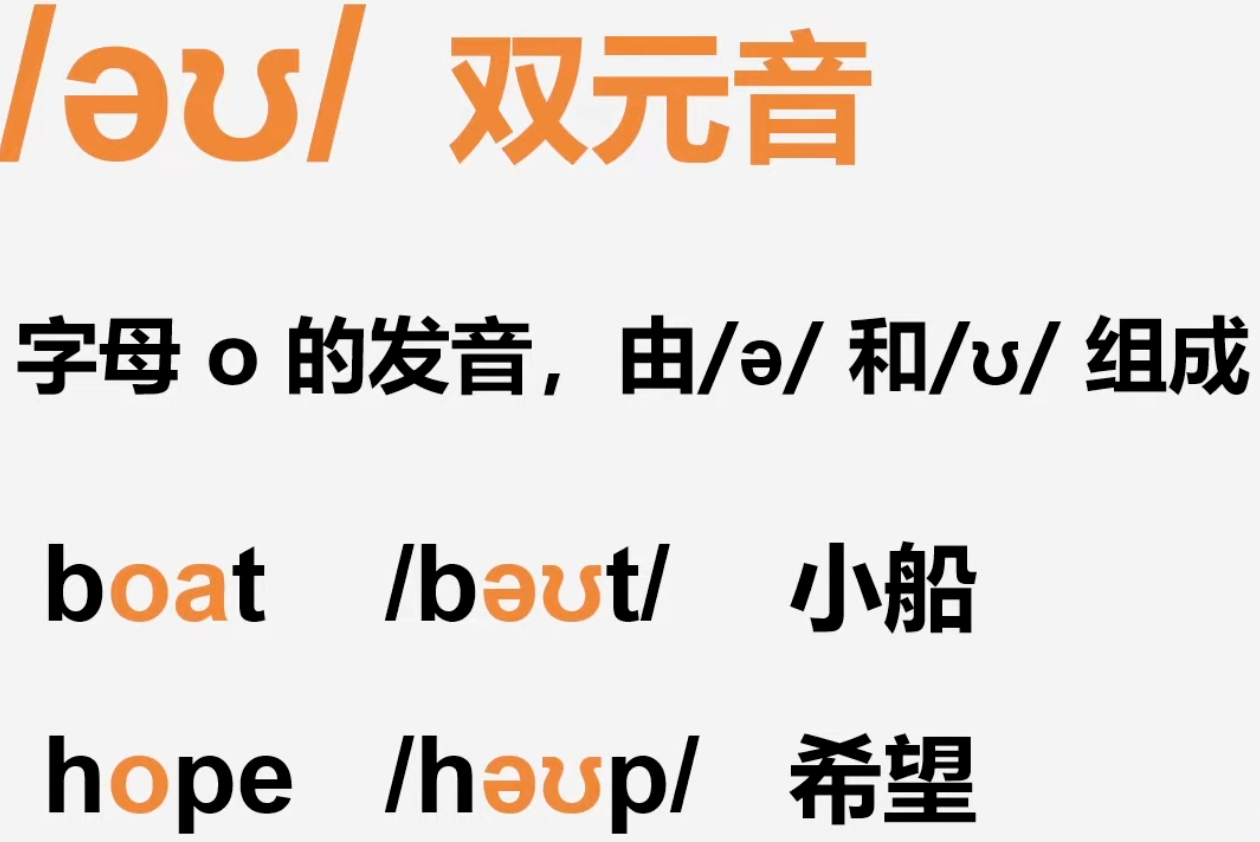 /əʊ/ 双元音
字母 o 的发音，由/ə/ 和/ʊ/ 组成
boat /bəʊt/ 小船
hope /həʊp/ 希望